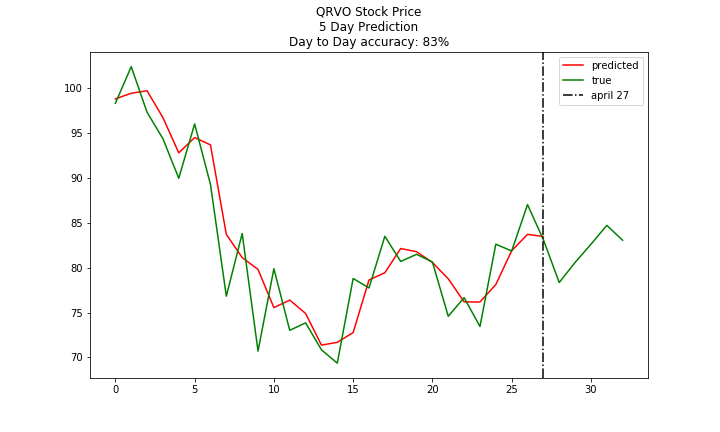 QRVO Stock Price
5 Day Prediction
Day to Day accuracy: 83%
predicted
true
april 27
100
95
90
85
80
75
70
0 5 10 15 20 25 30